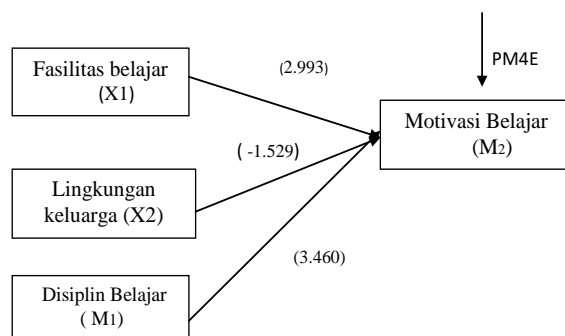 PM4E
Fasilitas belajar
(X1)
(2.993)
Motivasi Belajar
(M2)
( -1.529)
Lingkungan
keluarga (X2)
(3.460)
Disiplin Belajar
( M1)